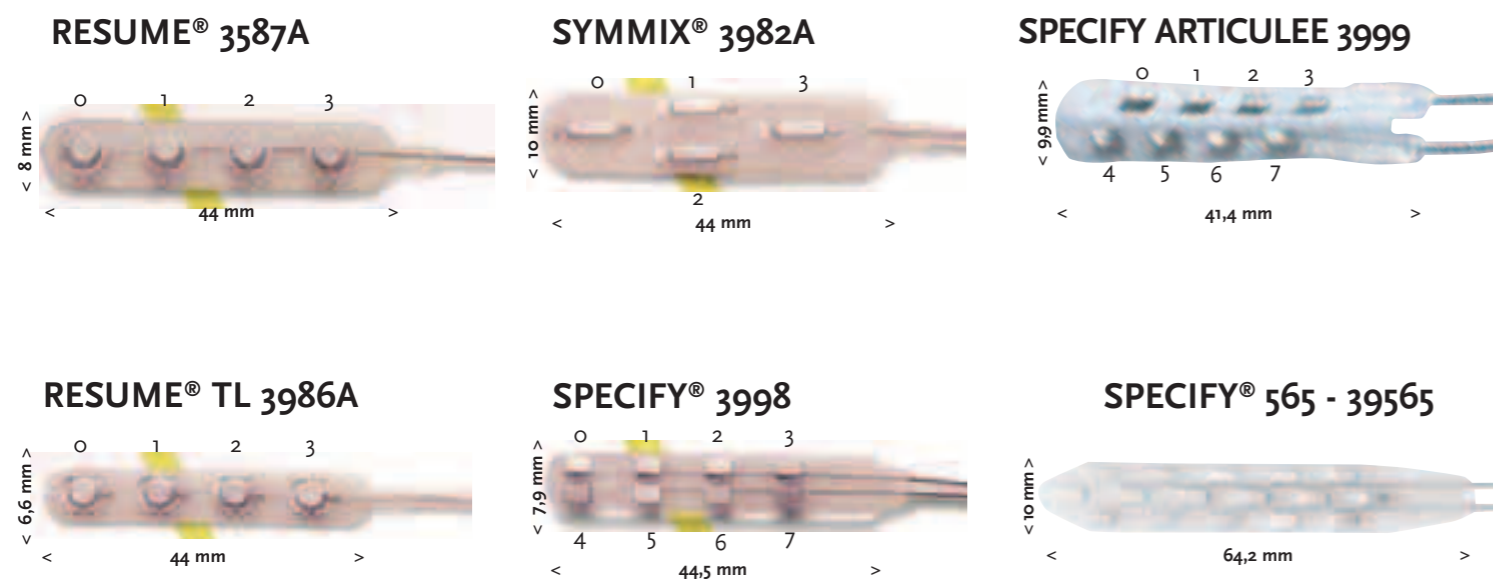 RESUME® 3587A
0 1 2 3
< 8 mm >
< 44 mm >
SYMMIX® 3982A
0 1 3
< 10 mm >
2
< 44 mm >
SPECIFY ARTICULEE 3999
0 1 2 3
< 9,9 mm >
4 5 6 7
< 41,4 mm >
RESUME® TL 3986A
0 1 2 3
< 6,6 mm >
< 44 mm >
SPECIFY® 3998
0 1 2 3
< 7,9 mm >
4 5 6 7
< 44,5 mm >
SPECIFY® 565 - 39565
< 10 mm >
< 64,2 mm >